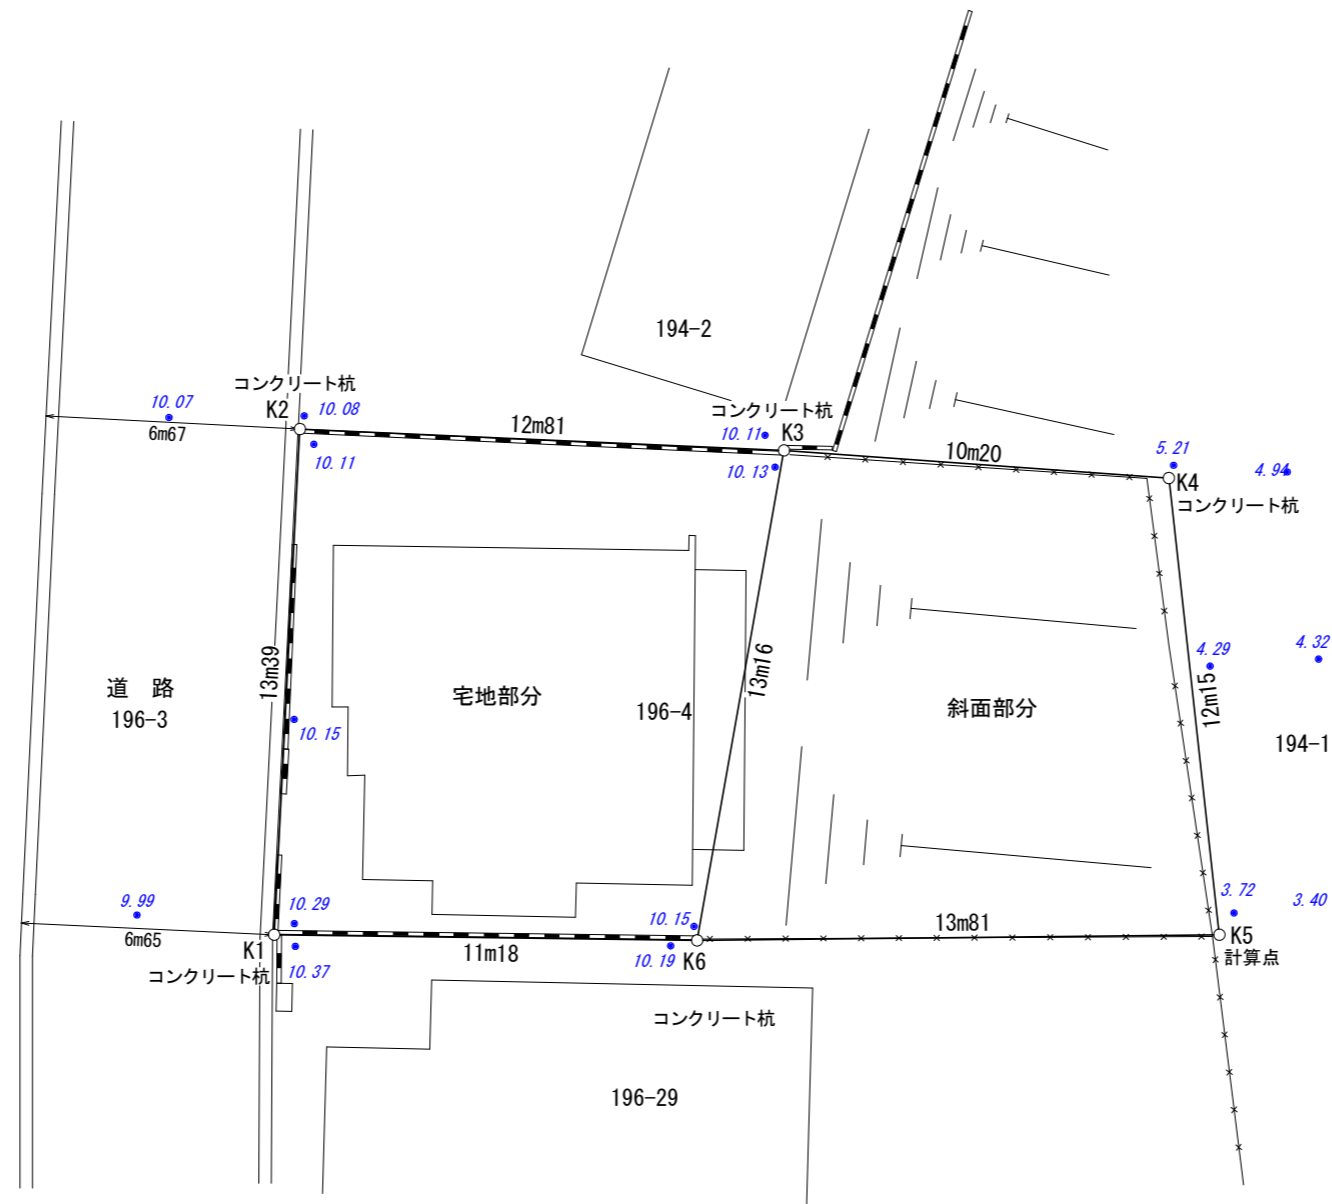 194-2
コンクリート杭
K2
10.07
10.08
6m67
12m81
コンクリート杭
10.11
K3
10.11
10.13
10m20
5.21
4.94
K4
コンクリート杭
13m39
道　路
196-3
10.15
宅地部分
196-4
13m16
斜面部分
4.29
4.32
12m15
194-1
9.99
6m65
10.29
K1
コンクリート杭
10.37
11m18
10.15
10.19
K6
コンクリート杭
13m81
3.72
3.40
K5
計算点
196-29